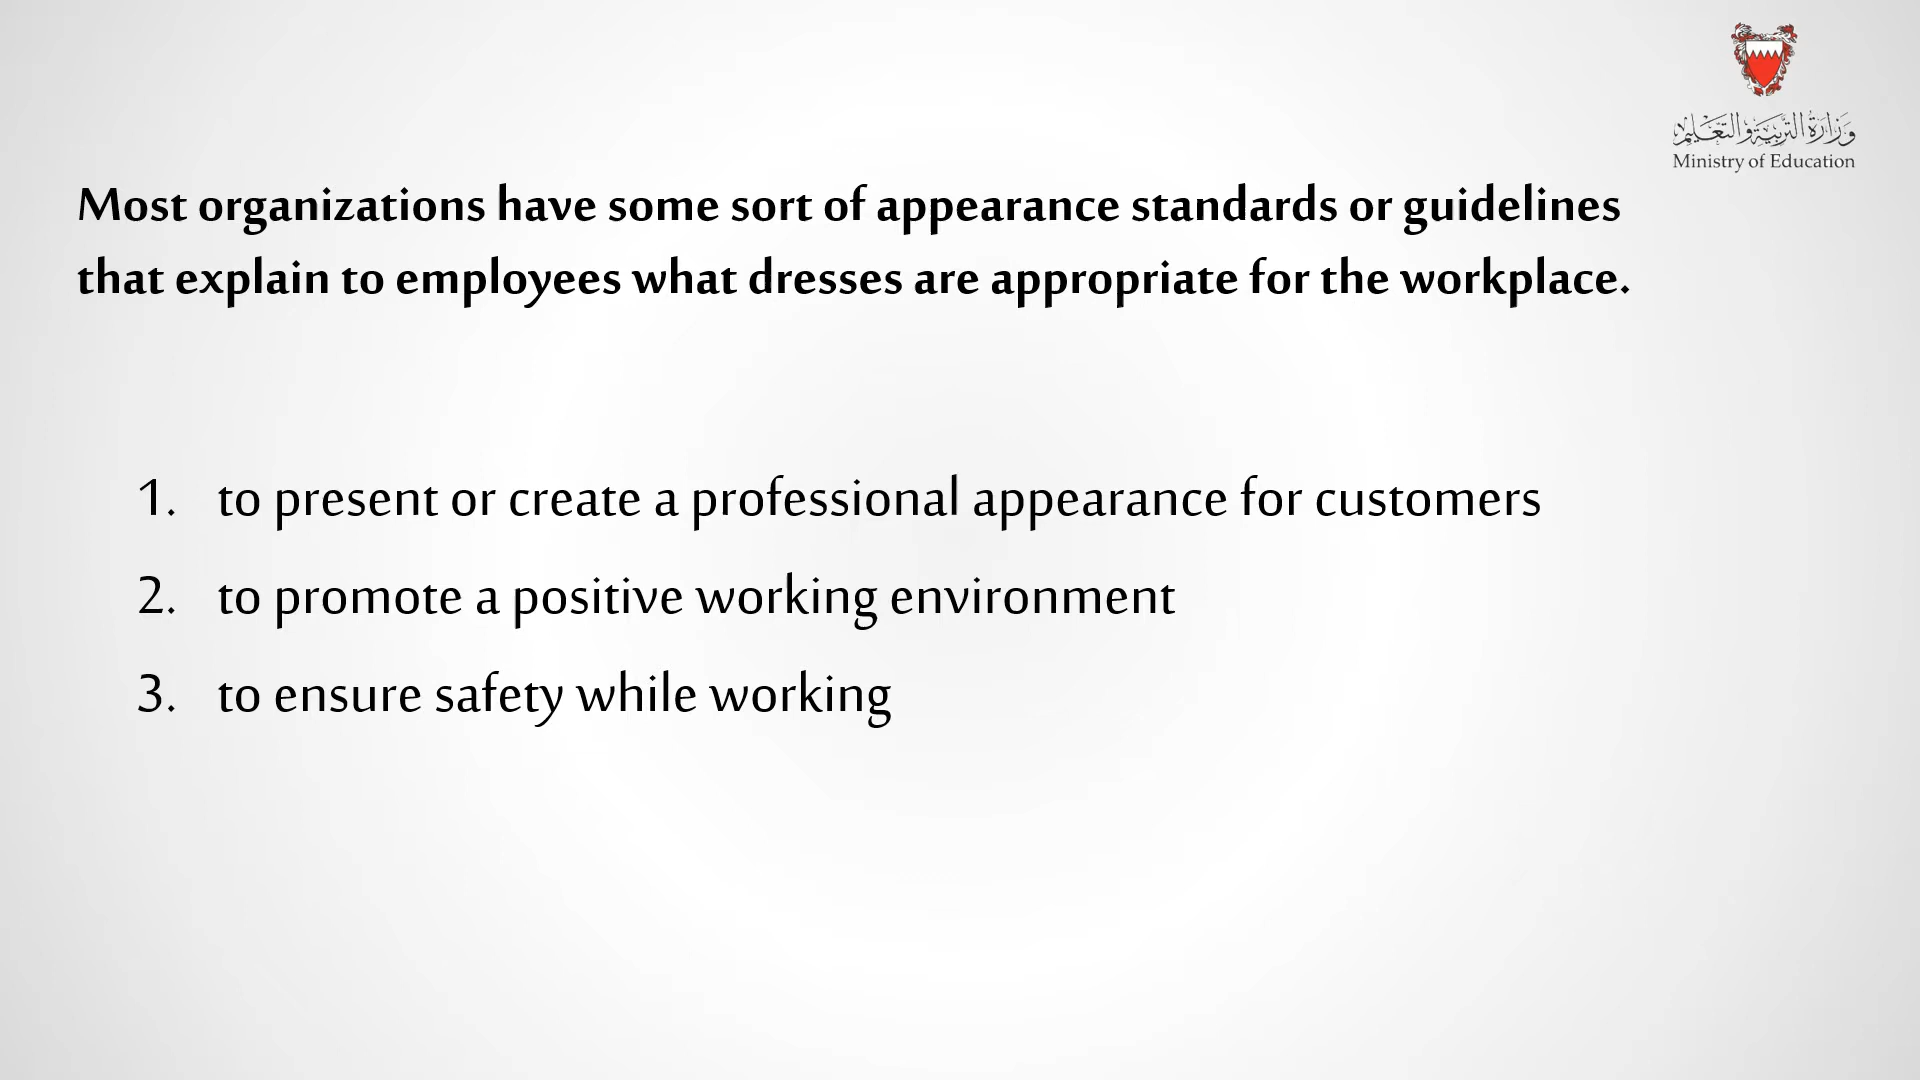 وزارة التربية والتعليم
Ministry of Education
Most organizations have some sort of appearance standards or guidelines
that explain to employees what dresses are appropriate for the workplace.
1. to present or create a professional appearance for customers
2. to promote a positive working environment
3. to ensure safety while working